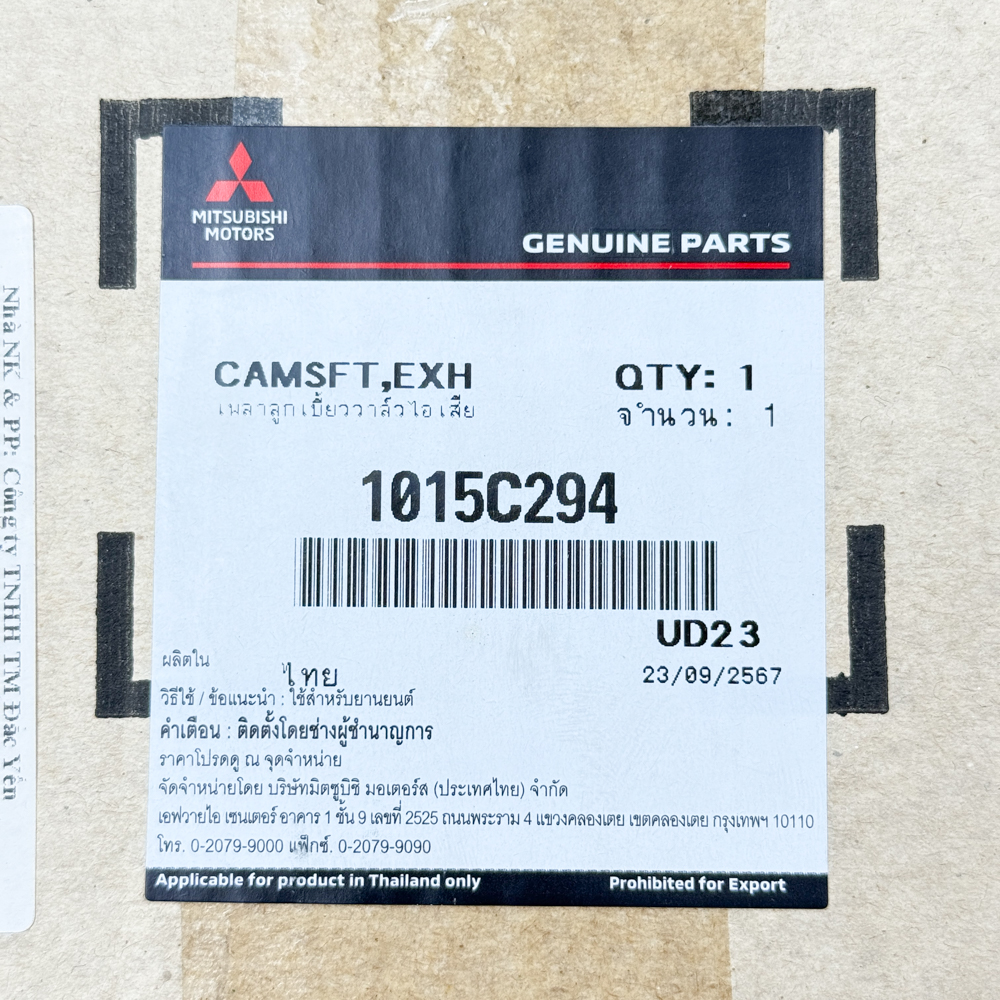 MITSUBISHI
MOTORS
GENUINE PARTS
CAMSFT,EXH
QTY: 1
เพลาลูกเบี้ยววาล์วไอเสีย
จำนวน: 1
1015C294
UD23
23/09/2567
ผลิตใน
ไทย
วิธีใช้ / ข้อแนะนำ : ใช้สำหรับยานยนต์
คำเตือน : ติดตั้งโดยช่างผู้ชำนาญการ
ราคาโปรดดู ณ จุดจำหน่าย
จัดจำหน่ายโดย บริษัทมิตซูบิชิ มอเตอร์ส (ประเทศไทย) จำกัด
เอฟวายไอ เซนเตอร์ อาคาร 1 ชั้น 9 เลขที่ 2525 ถนนพระราม 4 แขวงคลองเตย เขตคลองเตย กรุงเทพฯ 10110
โทร. 0-2079-9000 แฟ็กซ์. 0-2079-9090
Applicable for product in Thailand only
Prohibited for Export
Nhà NK & PP: Công ty TNHH TM Đắc Yến